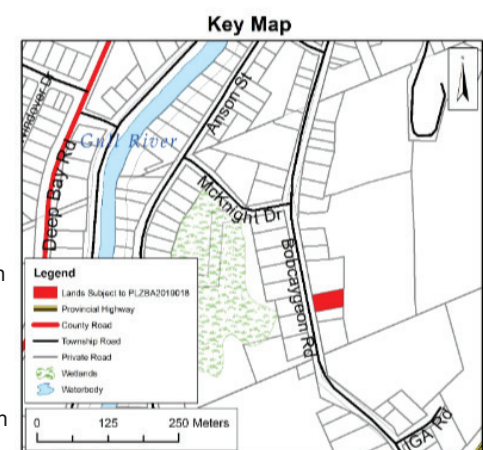 Key Map
Anson St
Gull River
Deep Bay Rd
McKnight Dr
Bobcaygeon Rd
IGA Rd
m
Legend
Lands Subject to PLZBA2019018
Provincial Highway
County Road
Township Road
Private Road
Wetlands
Waterbody
m
0 125 250 Meters